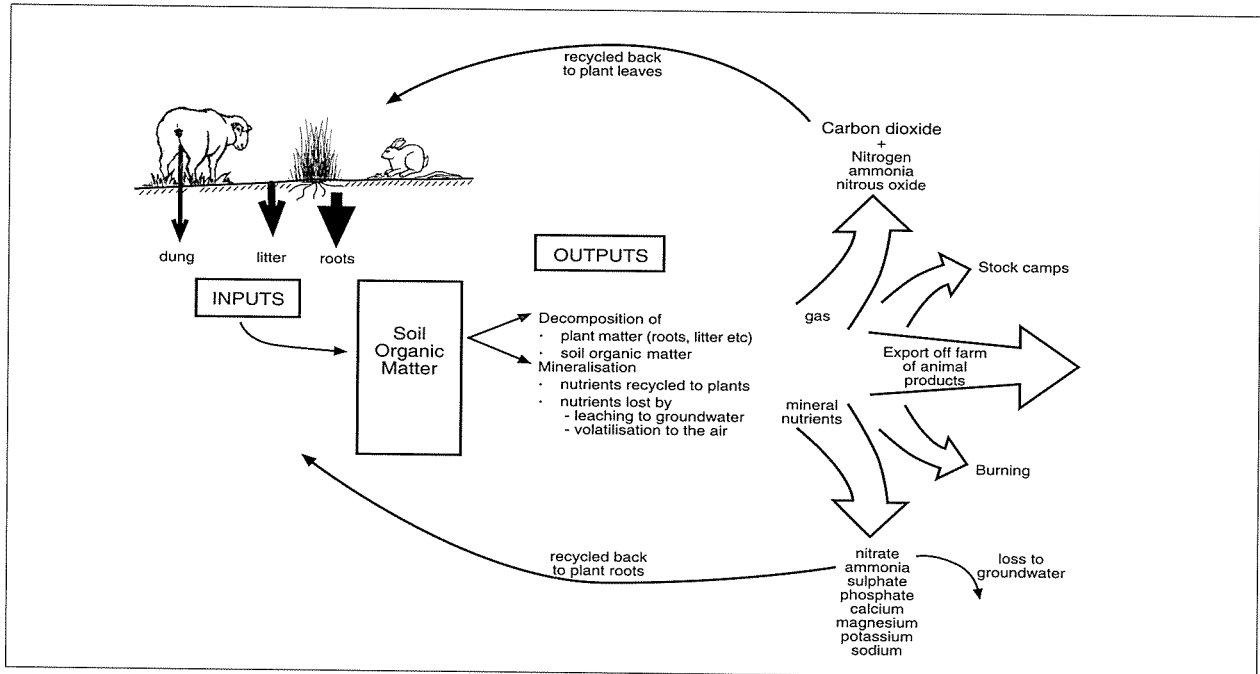 recycled back
to plant leaves
Carbon dioxide
+
Nitrogen
ammonia
nitrous oxide
dung
litter
roots
INPUTS
OUTPUTS
Soil
Organic
Matter
Decomposition of
· plant matter (roots, litter etc)
· soil organic matter
Mineralisation
· nutrients recycled to plants
· nutrients lost by
- leaching to groundwater
- volatilisation to the air
gas
Stock camps
Export off farm
of animal
products
mineral
nutrients
Burning
recycled back
to plant roots
nitrate
ammonia
sulphate
phosphate
calcium
magnesium
potassium
sodium
loss to
groundwater